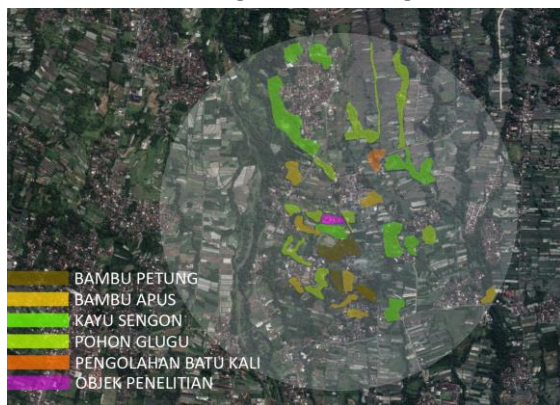 BAMBU PETUNG
BAMBU APUS
KAYU SENGON
POHON GLUGU
PENGOLAHAN BATU KALI
OBJEK PENELITIAN